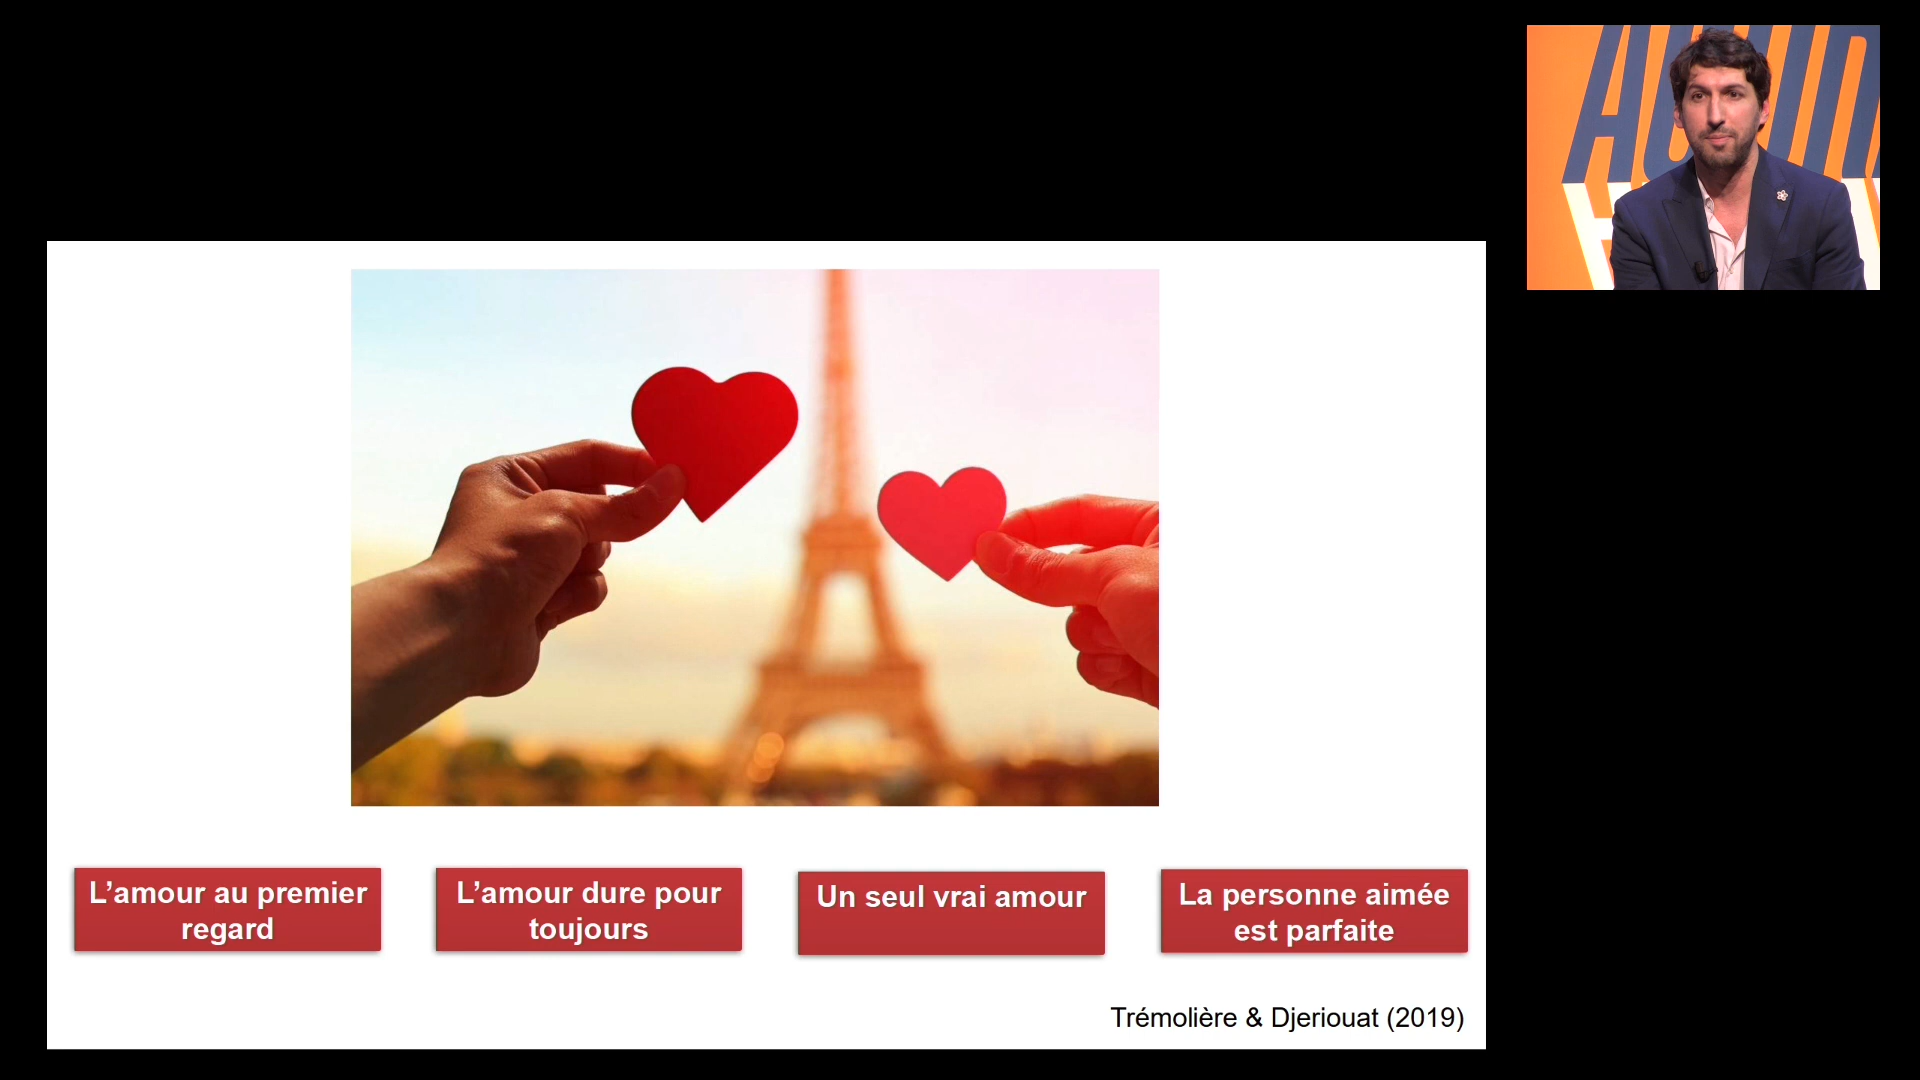 L’amour au premier
regard
L’amour dure pour
toujours
Un seul vrai amour
La personne aimée
est parfaite
Trémolière & Djeriouat (2019)